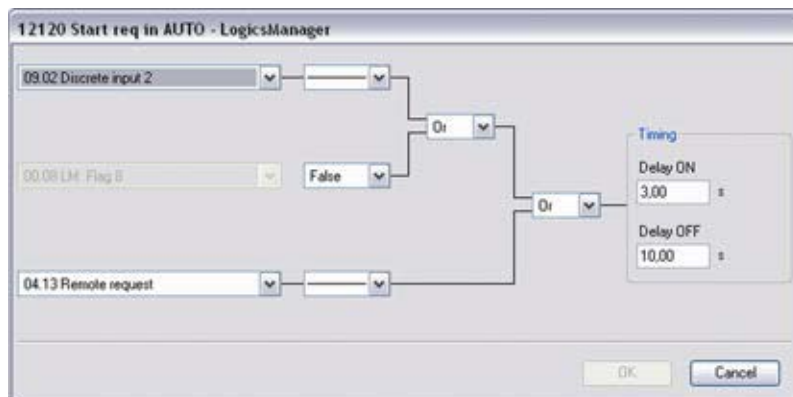 12120 Start req in AUTO - LogicsManager
09.02 Discrete input 2
Or
Timing
Delay ON
00.08 LM: Flag 8
False
3,00 s
Or
Delay OFF
10,00 s
04.13 Remote request
OK
Cancel